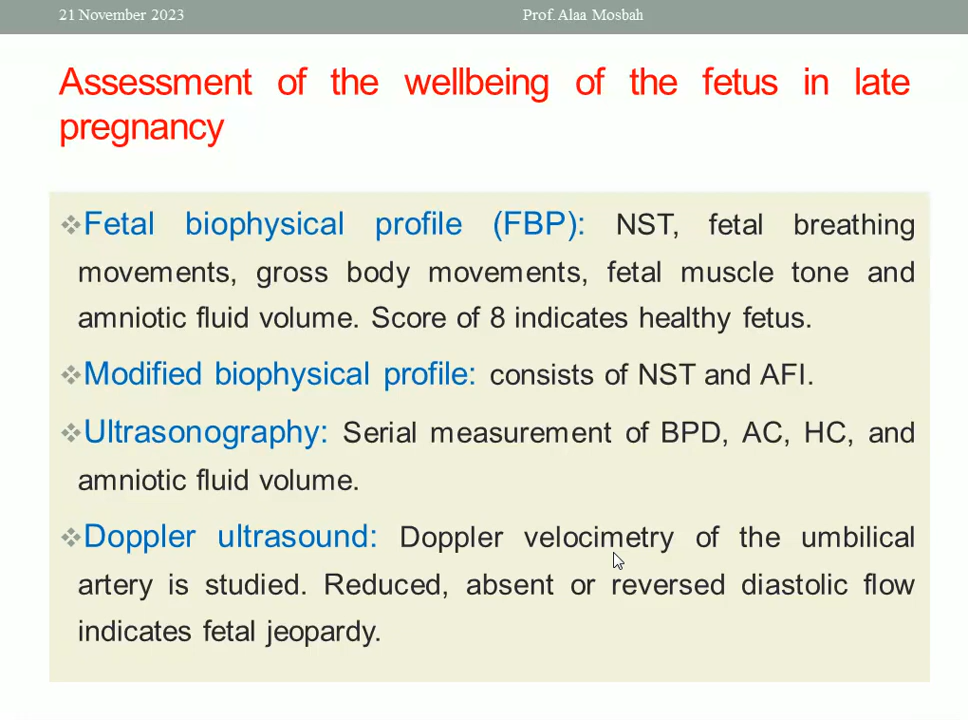 21 November 2023
Prof. Alaa Mosbah
Assessment of the wellbeing of the fetus in late
pregnancy
❖Fetal biophysical profile (FBP): NST, fetal breathing
movements, gross body movements, fetal muscle tone and
amniotic fluid volume. Score of 8 indicates healthy fetus.
❖Modified biophysical profile: consists of NST and AFI.
❖Ultrasonography: Serial measurement of BPD, AC, HC, and
amniotic fluid volume.
❖Doppler ultrasound: Doppler velocimetry of the umbilical
artery is studied. Reduced, absent or reversed diastolic flow
indicates fetal jeopardy.